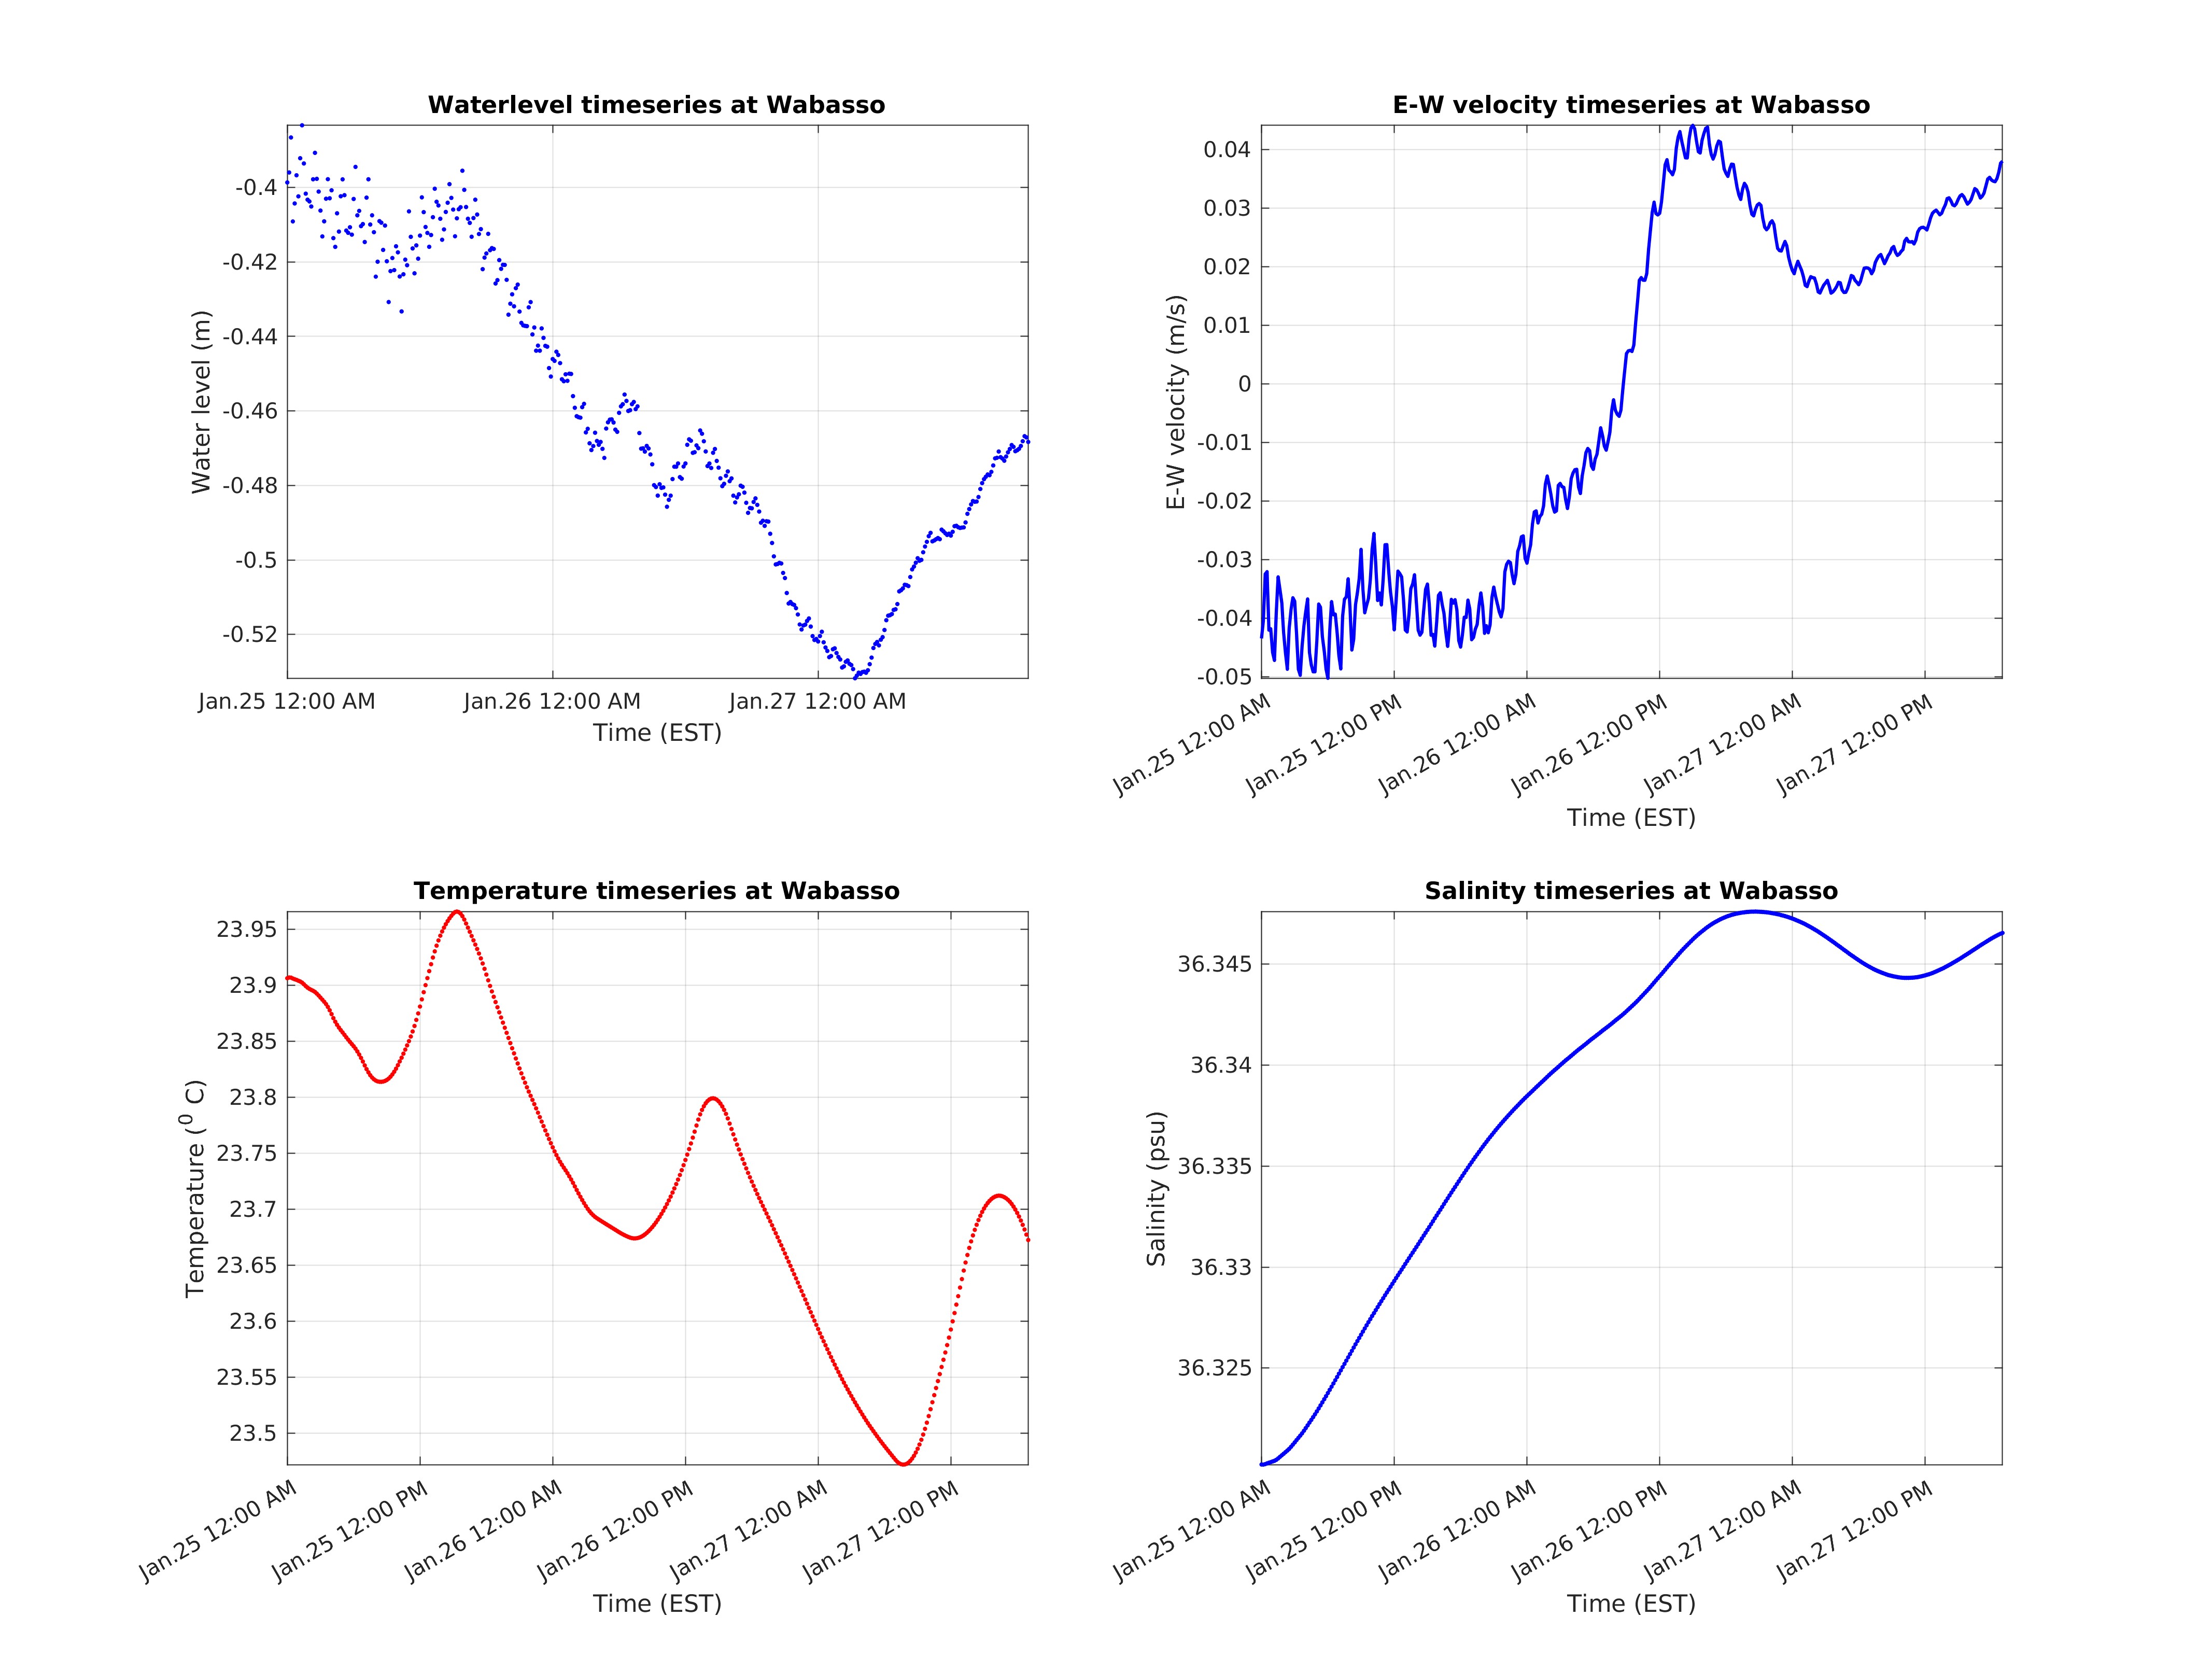 Waterlevel timeseries at Wabasso
Water level (m)
-0.4
-0.42
-0.44
-0.46
-0.48
-0.5
-0.52
Jan.25 12:00 AM
Jan.26 12:00 AM
Jan.27 12:00 AM
Time (EST)
E-W velocity timeseries at Wabasso
E-W velocity (m/s)
0.04
0.03
0.02
0.01
0
-0.01
-0.02
-0.03
-0.04
-0.05
Jan.25 12:00 AM
Jan.25 12:00 PM
Jan.26 12:00 AM
Jan.26 12:00 PM
Jan.27 12:00 AM
Jan.27 12:00 PM
Time (EST)
Temperature timeseries at Wabasso
Temperature (⁰ C)
23.95
23.9
23.85
23.8
23.75
23.7
23.65
23.6
23.55
23.5
Jan.25 12:00 AM
Jan.25 12:00 PM
Jan.26 12:00 AM
Jan.26 12:00 PM
Jan.27 12:00 AM
Jan.27 12:00 PM
Time (EST)
Salinity timeseries at Wabasso
Salinity (psu)
36.345
36.34
36.335
36.33
36.325
Jan.25 12:00 AM
Jan.25 12:00 PM
Jan.26 12:00 AM
Jan.26 12:00 PM
Jan.27 12:00 AM
Jan.27 12:00 PM
Time (EST)